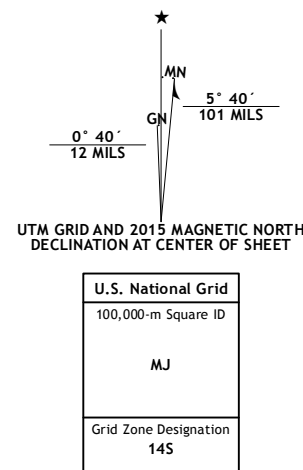 ★
MN
GN
5° 40´
101 MILS
0° 40´
12 MILS
UTM GRID AND 2015 MAGNETIC NORTH
DECLINATION AT CENTER OF SHEET
U.S. National Grid
100,000-m Square ID
MJ
Grid Zone Designation
14S